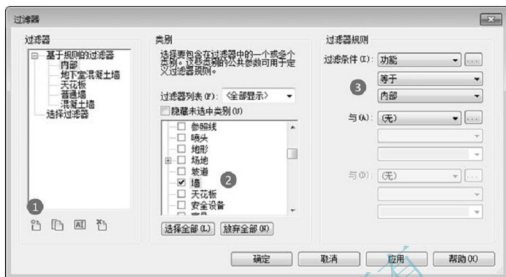 过滤器
过滤器
基于规则的过滤器
内部
地下室混凝土墙
天花板
普通墙
混凝土墙
选择过滤器
1
类别
选择要包含在过滤器中的一个或多个
类别。这些类别的公共参数可用于定
义过滤器规则。
过滤器列表(F): <全部显示>
隐藏未选中类别(U)
参照线
喷头
地形
场地
坡道
墙
天花板
安全设备
2
选择全部(L) 放弃全部(N)
过滤器规则
过滤条件(I): 功能 ...
等于
内部
3
与(A): (无) ...
与(D): (无) ...
确定 取消 应用 帮助(H)